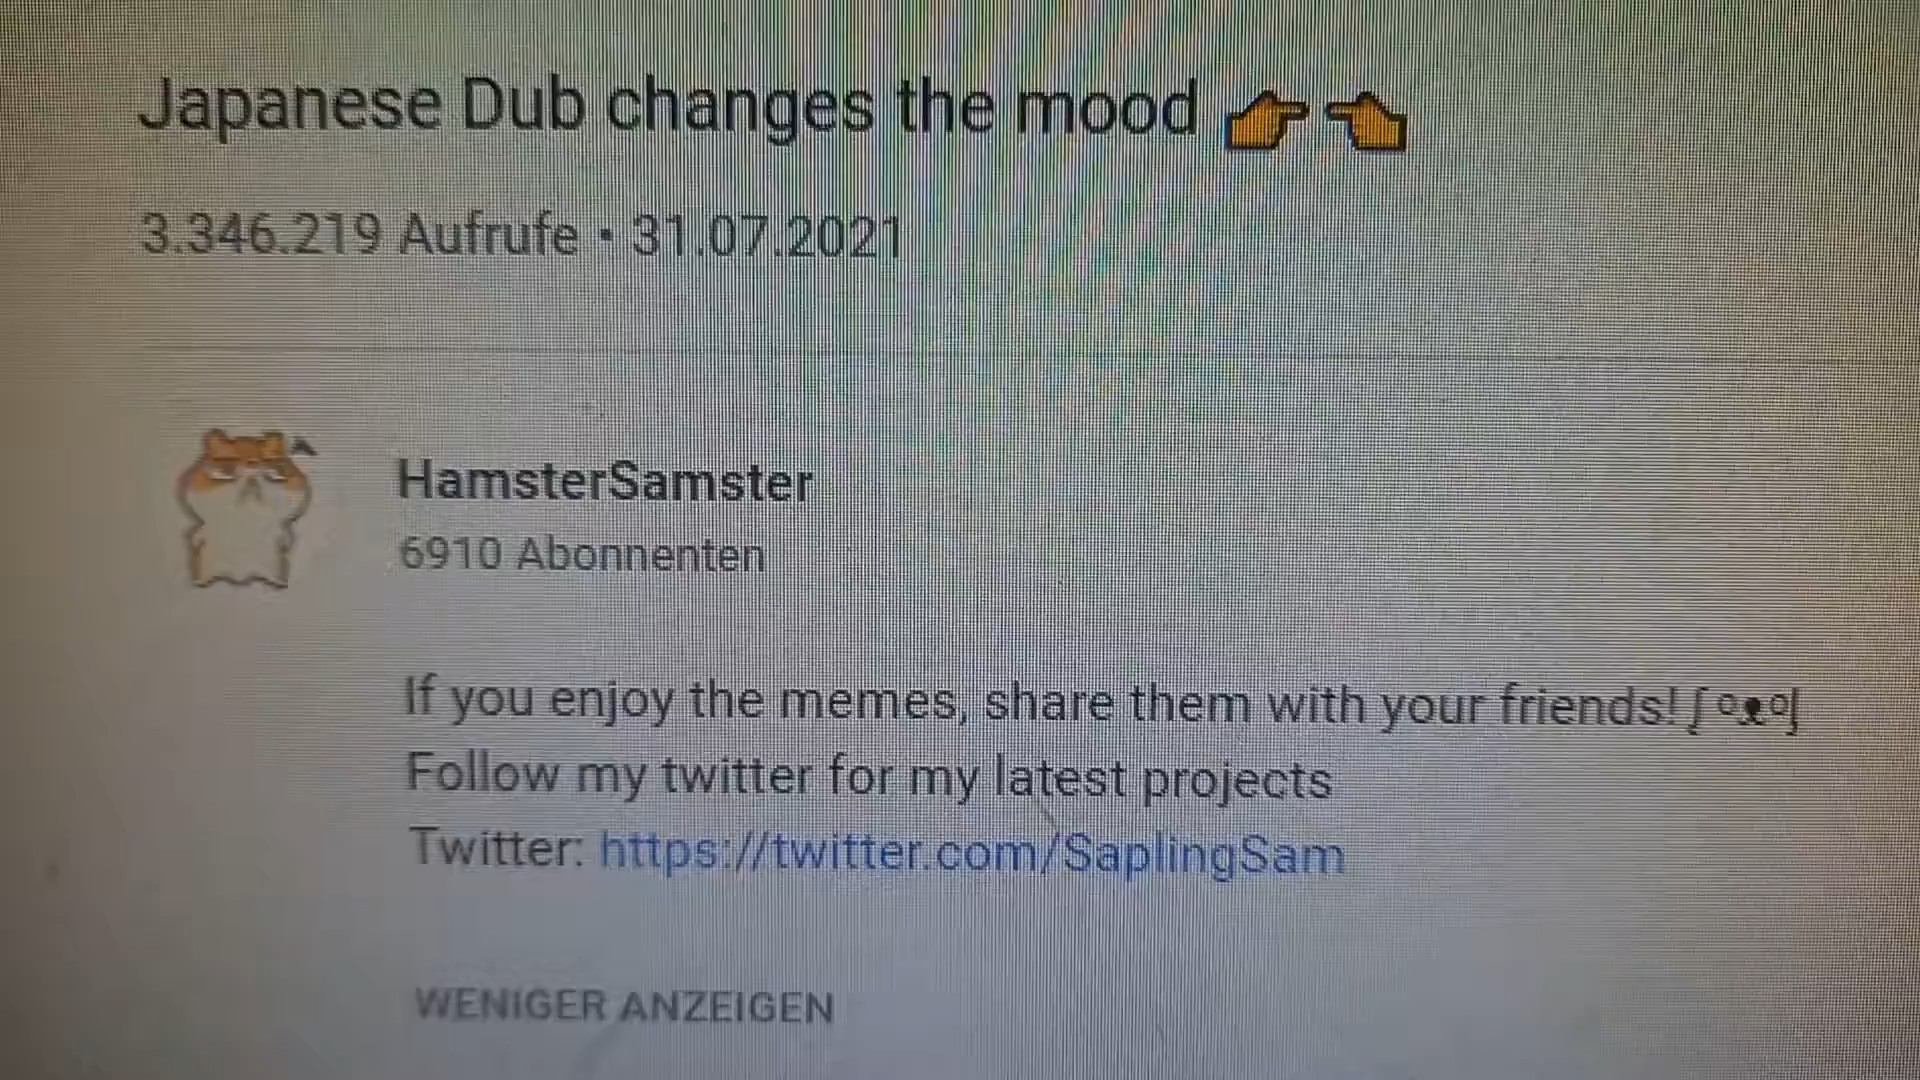 Japanese Dub changes the mood 👉👈
3.346.219 Aufrufe • 31.07.2021
HamsterSamster
6910 Abonnenten
If you enjoy the memes, share them with your friends! ʃ ºᴥºʃ
Follow my twitter for my latest projects
Twitter: https://twitter.com/SaplingSam
WENIGER ANZEIGEN